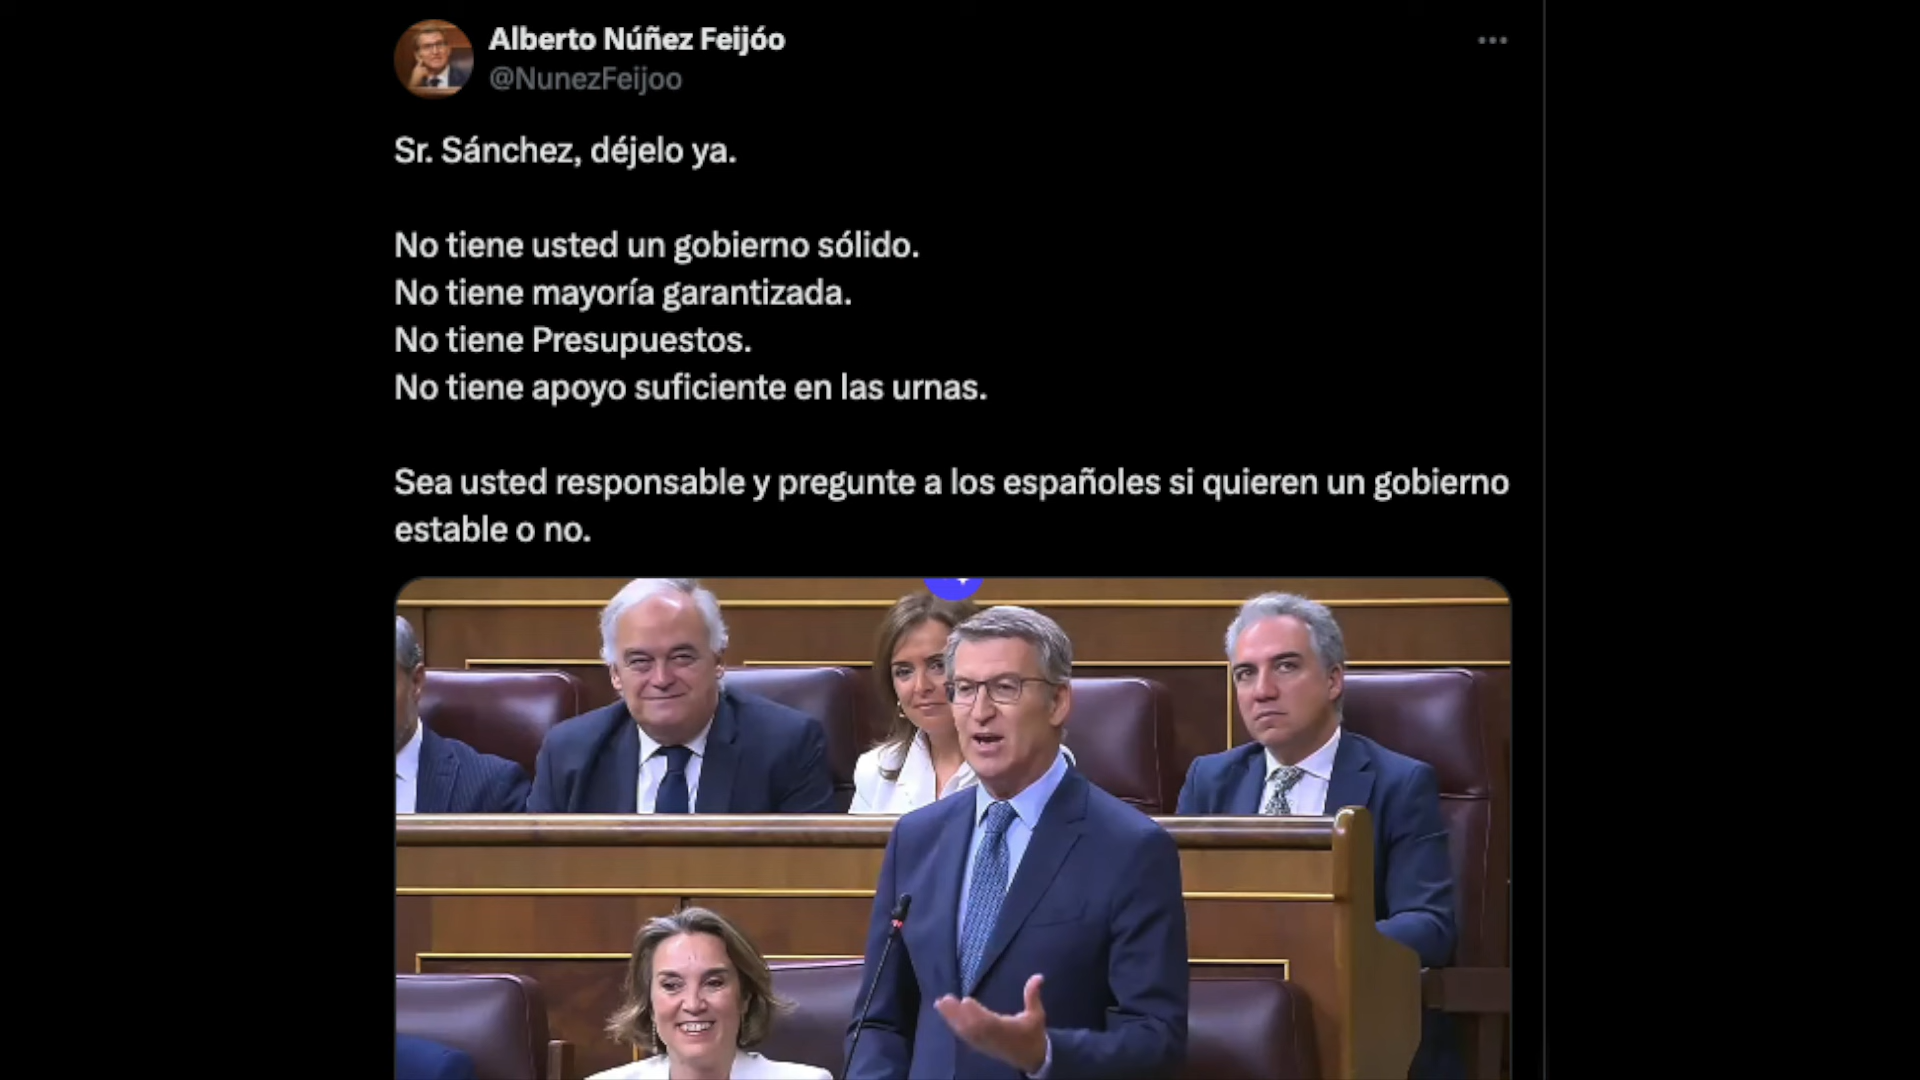 Alberto Núñez Feijóo
@NunezFeijoo
Sr. Sánchez, déjelo ya.
No tiene usted un gobierno sólido.
No tiene mayoría garantizada.
No tiene Presupuestos.
No tiene apoyo suficiente en las urnas.
Sea usted responsable y pregunte a los españoles si quieren un gobierno
estable o no.